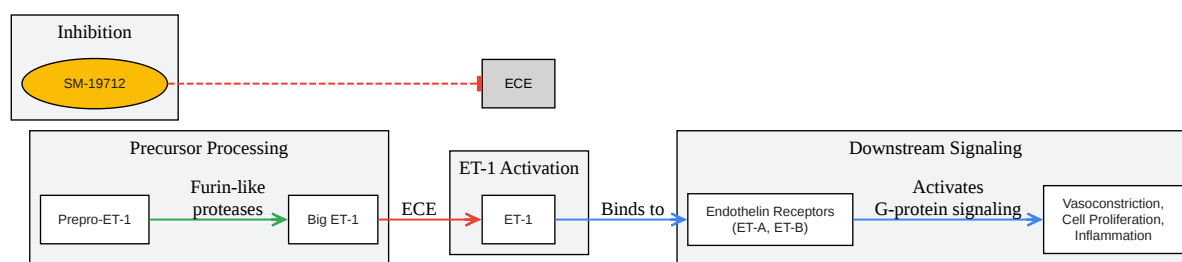 Inhibition
SM-19712
ECE
Precursor Processing
Prepro-ET-1
Furin-like
proteases
Big ET-1
ECE
ET-1 Activation
ET-1
Binds to
Downstream Signaling
Endothelin Receptors
(ET-A, ET-B)
Activates
G-protein signaling
Vasoconstriction,
Cell Proliferation,
Inflammation